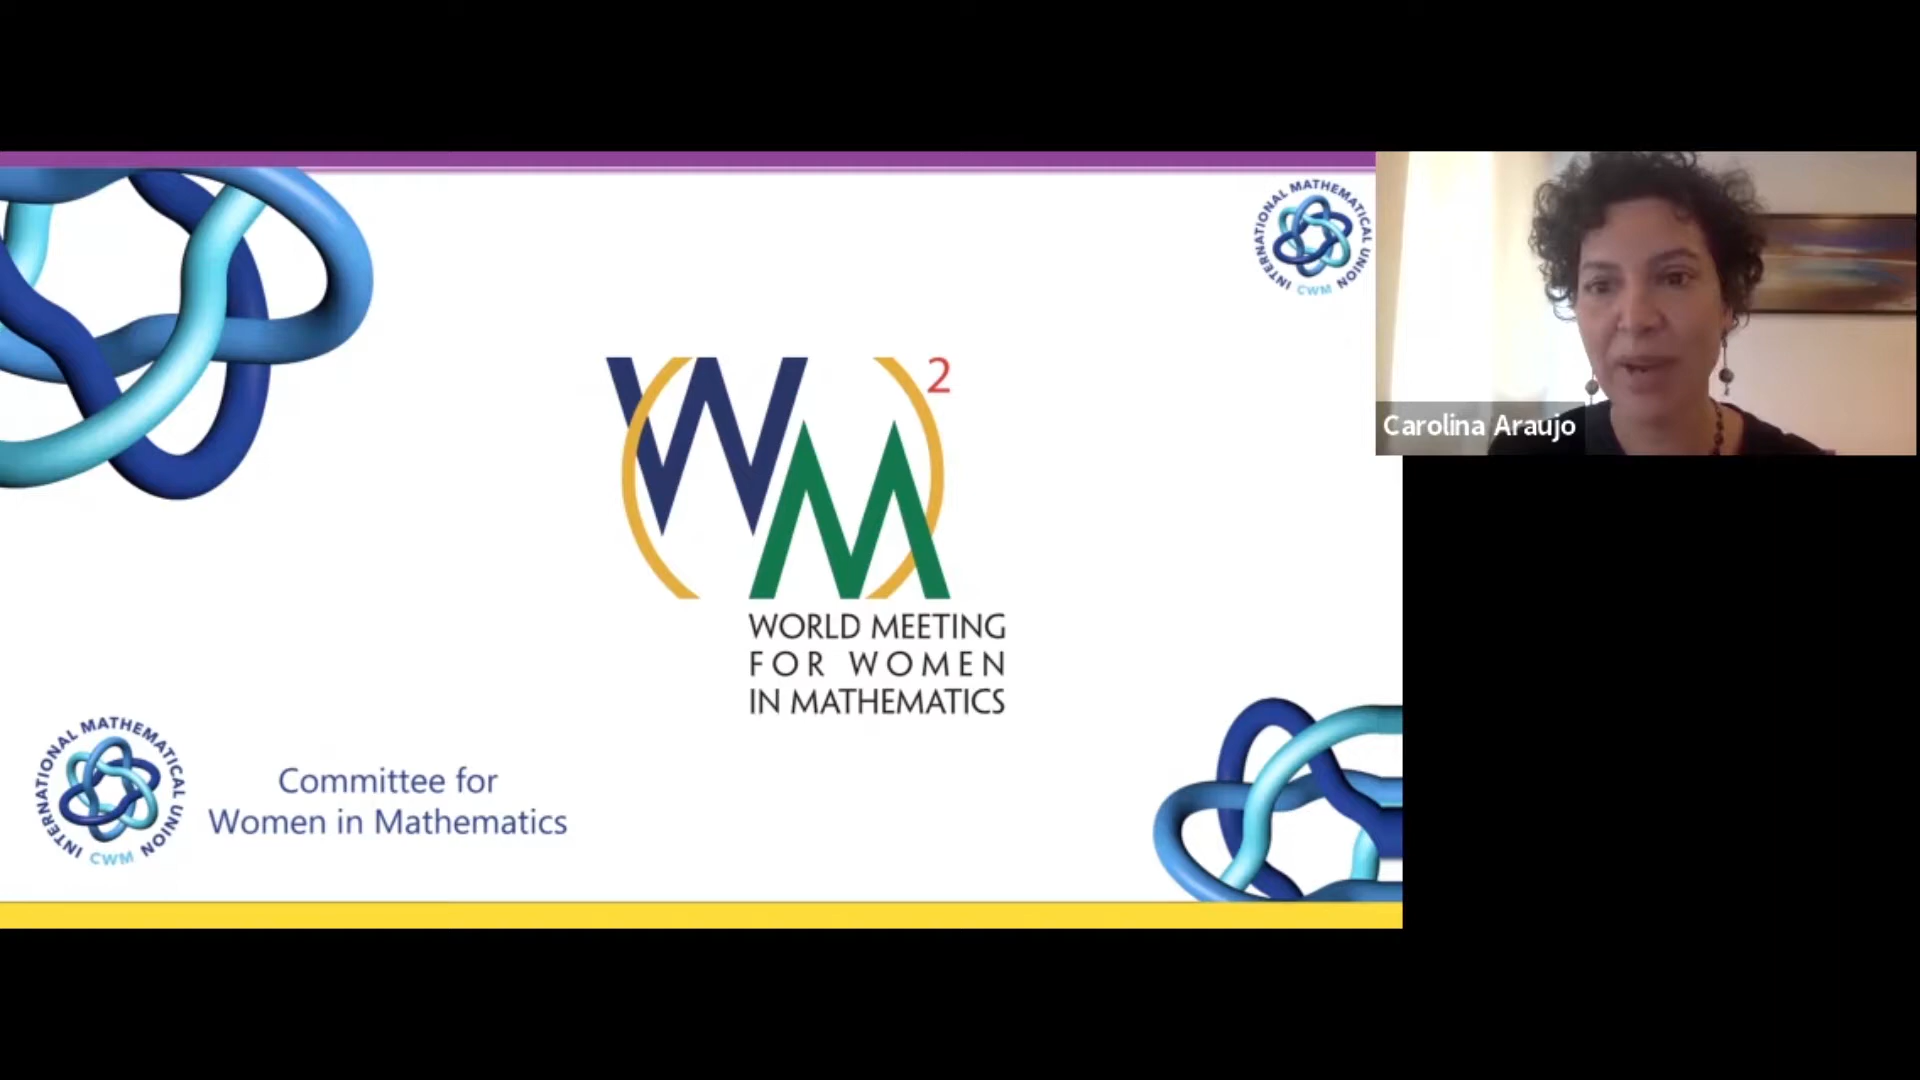 INTERNATIONAL MATHEMATICAL UNION
CWM
WM
2
WORLD MEETING
FOR WOMEN
IN MATHEMATICS
Carolina Araujo
INTERNATIONAL MATHEMATICAL UNION
CWM
Committee for
Women in Mathematics